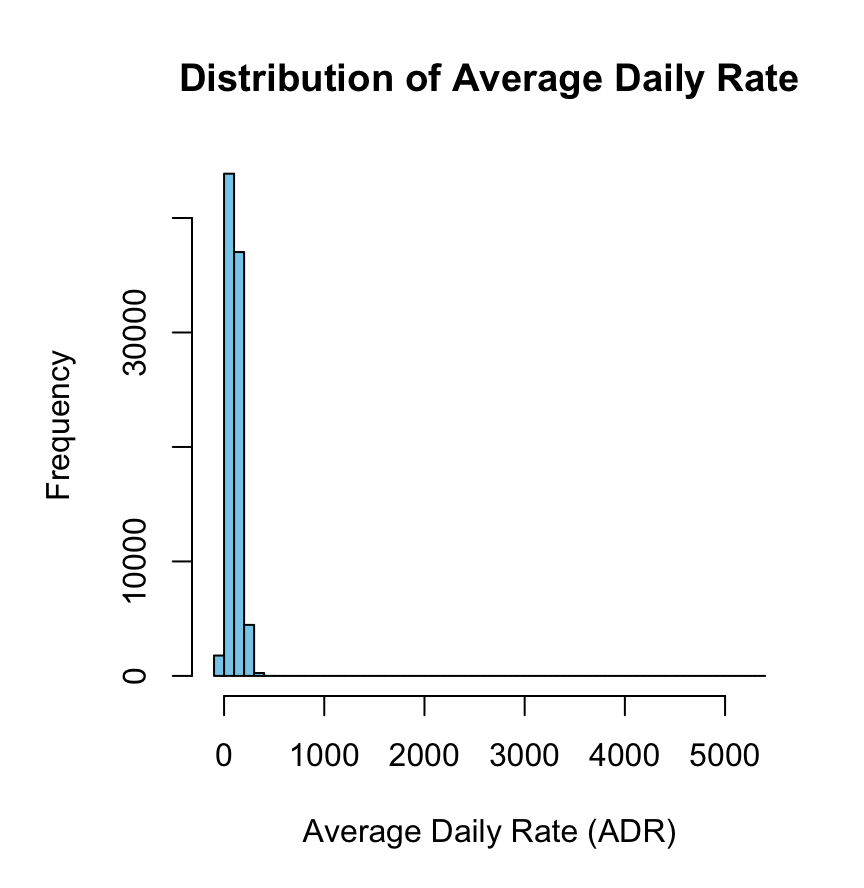 Distribution of Average Daily Rate
Frequency
30000
10000
0
0 1000 2000 3000 4000 5000
Average Daily Rate (ADR)